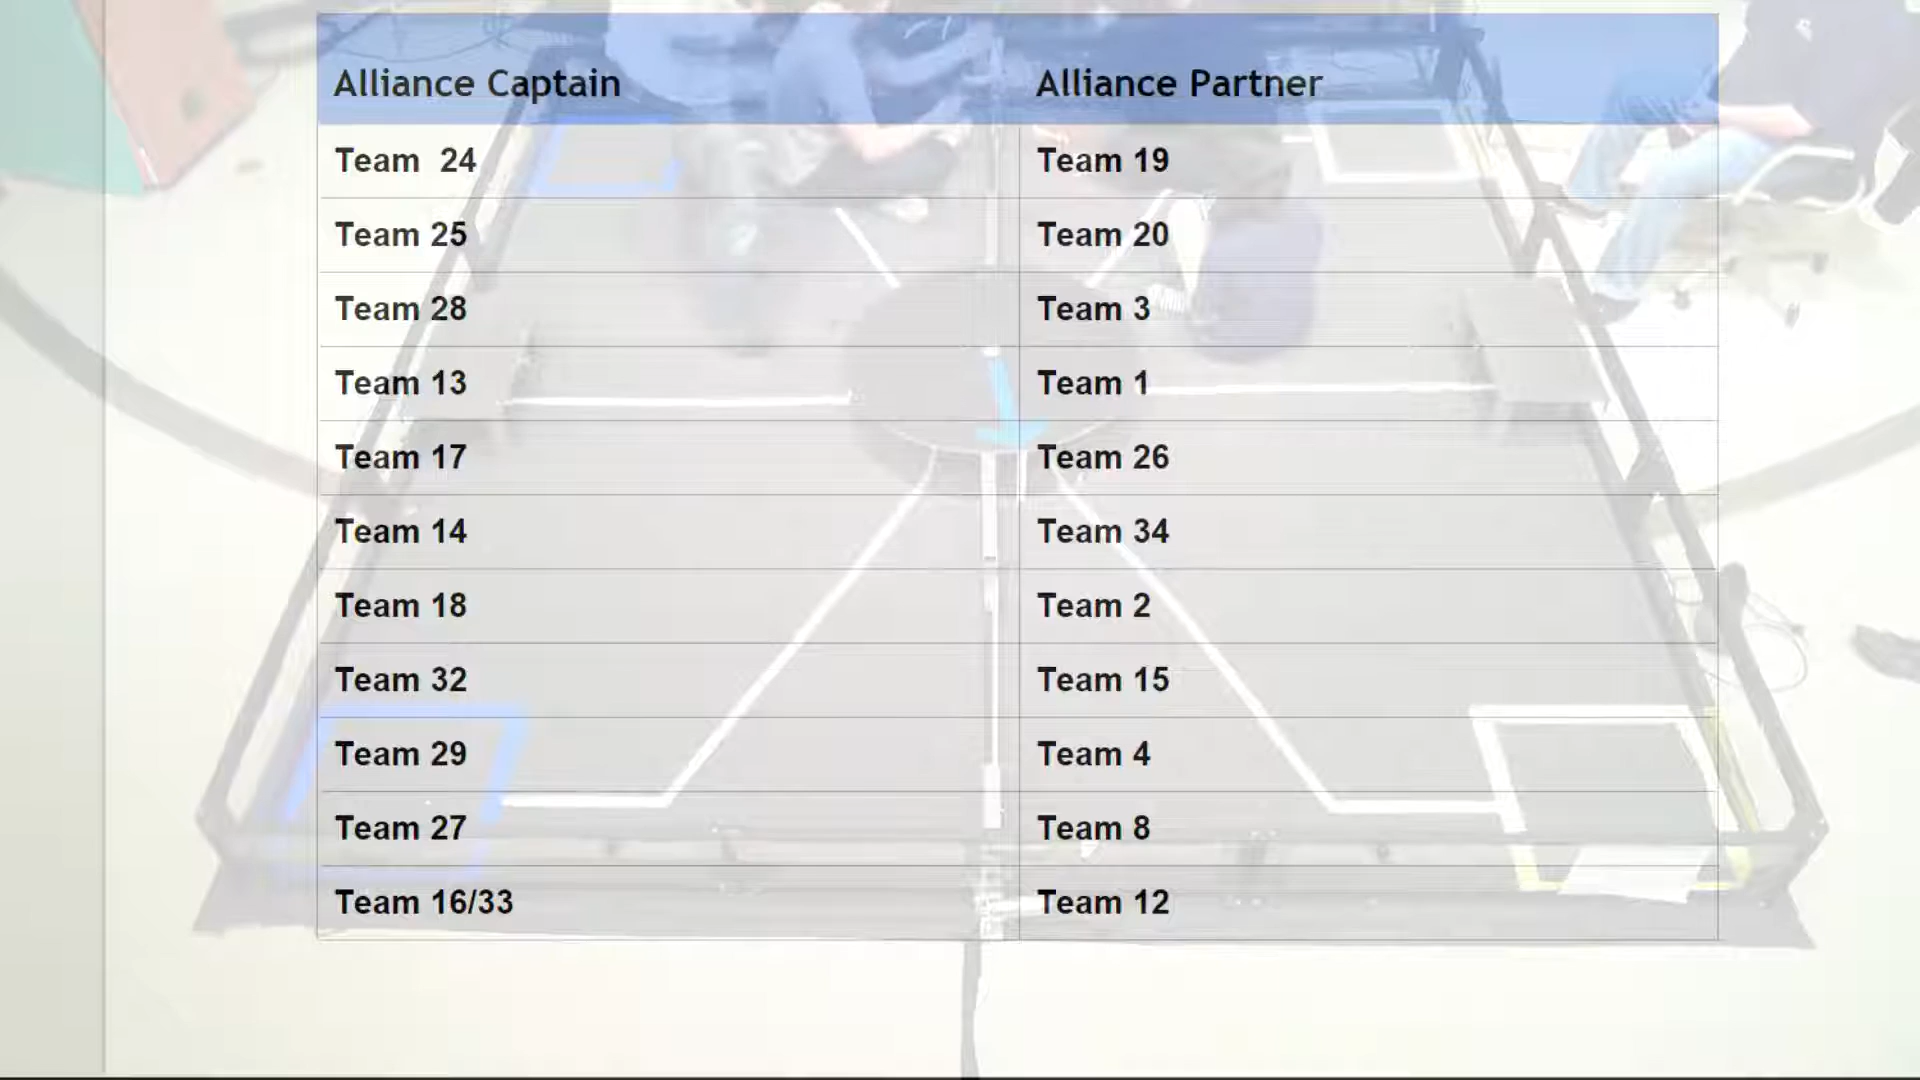 Alliance Captain Alliance Partner
Team 24 Team 19
Team 25 Team 20
Team 28 Team 3
Team 13 Team 1
Team 17 Team 26
Team 14 Team 34
Team 18 Team 2
Team 32 Team 15
Team 29 Team 4
Team 27 Team 8
Team 16/33 Team 12